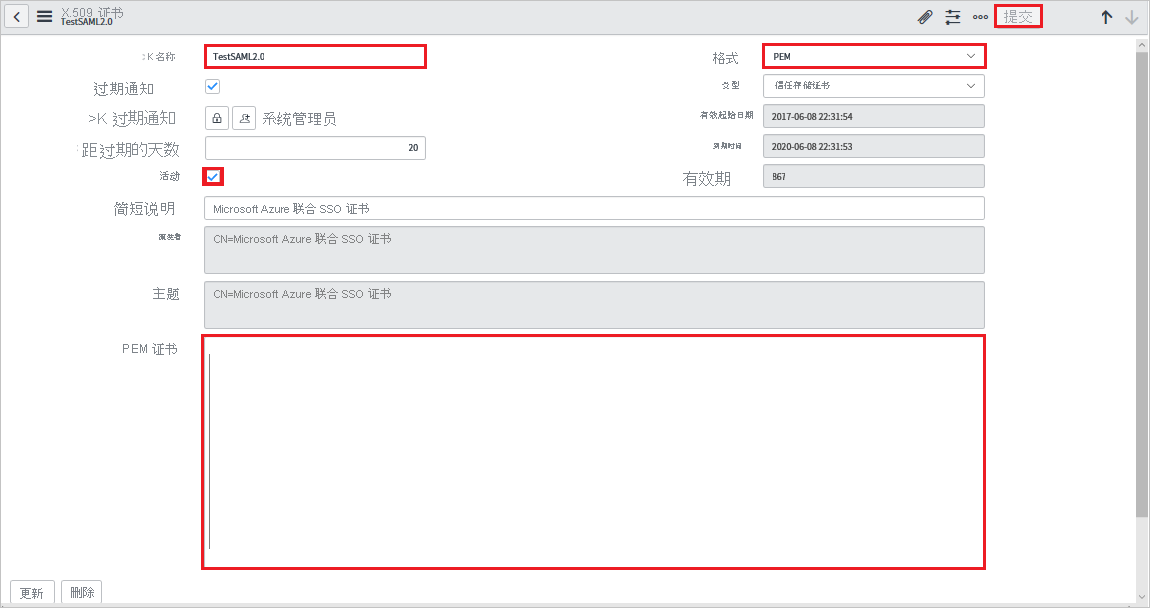 X.509 证书
TestSAML2.0
提交
:K 名称
TestSAML2.0
格式
PEM
过期通知
类型
信任存储证书
>K 过期通知
系统管理员
有效起始日期
2017-06-08 22:31:54
距过期的天数
20
到期时间
2020-06-08 22:31:53
活动
有效期
867
简短说明
Microsoft Azure 联合 SSO 证书
颁发者
CN=Microsoft Azure 联合 SSO 证书
主题
CN=Microsoft Azure 联合 SSO 证书
PEM 证书
更新
删除